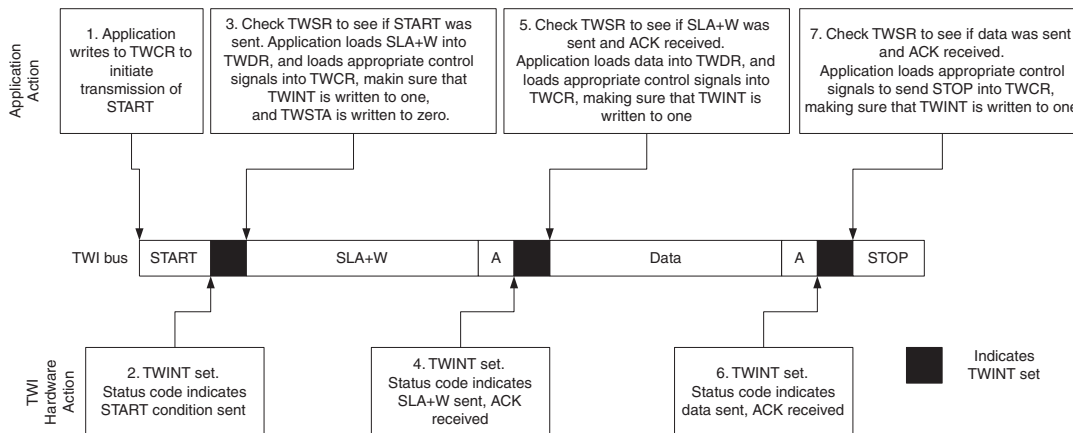 Application
Action
1. Application
writes to TWCR to
initiate
transmission of
START
3. Check TWSR to see if START was
sent. Application loads SLA+W into
TWDR, and loads appropriate control
signals into TWCR, makin sure that
TWINT is written to one,
and TWSTA is written to zero.
5. Check TWSR to see if SLA+W was
sent and ACK received.
Application loads data into TWDR, and
loads appropriate control signals into
TWCR, making sure that TWINT is
written to one
7. Check TWSR to see if data was sent
and ACK received.
Application loads appropriate control
signals to send STOP into TWCR,
making sure that TWINT is written to one
TWI bus
START
SLA+W
A
Data
A
STOP
TWI
Hardware
Action
2. TWINT set.
Status code indicates
START condition sent
4. TWINT set.
Status code indicates
SLA+W sent, ACK
received
6. TWINT set.
Status code indicates
data sent, ACK received
Indicates
TWINT set